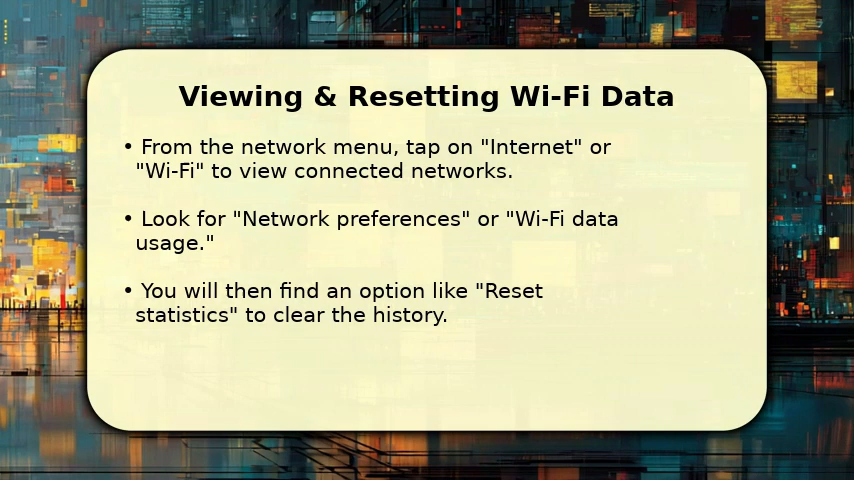 Viewing & Resetting Wi-Fi Data
• From the network menu, tap on "Internet" or
"Wi-Fi" to view connected networks.
• Look for "Network preferences" or "Wi-Fi data
usage."
• You will then find an option like "Reset
statistics" to clear the history.